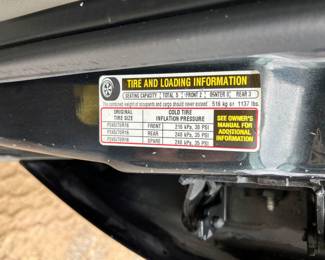 TIRE AND LOADING INFORMATION
SEATING CAPACITY TOTAL 5 FRONT 2 CENTER 0 REAR 3
The combined weight of occupants and cargo should never exceed 516 kg or 1137 lbs.
ORIGINAL TIRE SIZE
COLD TIRE INFLATION PRESSURE
FRONT 210 kPa, 30 PSI
REAR 240 kPa, 35 PSI
SPARE 240 kPa, 35 PSI
SEE OWNER'S
MANUAL FOR
ADDITIONAL
INFORMATION